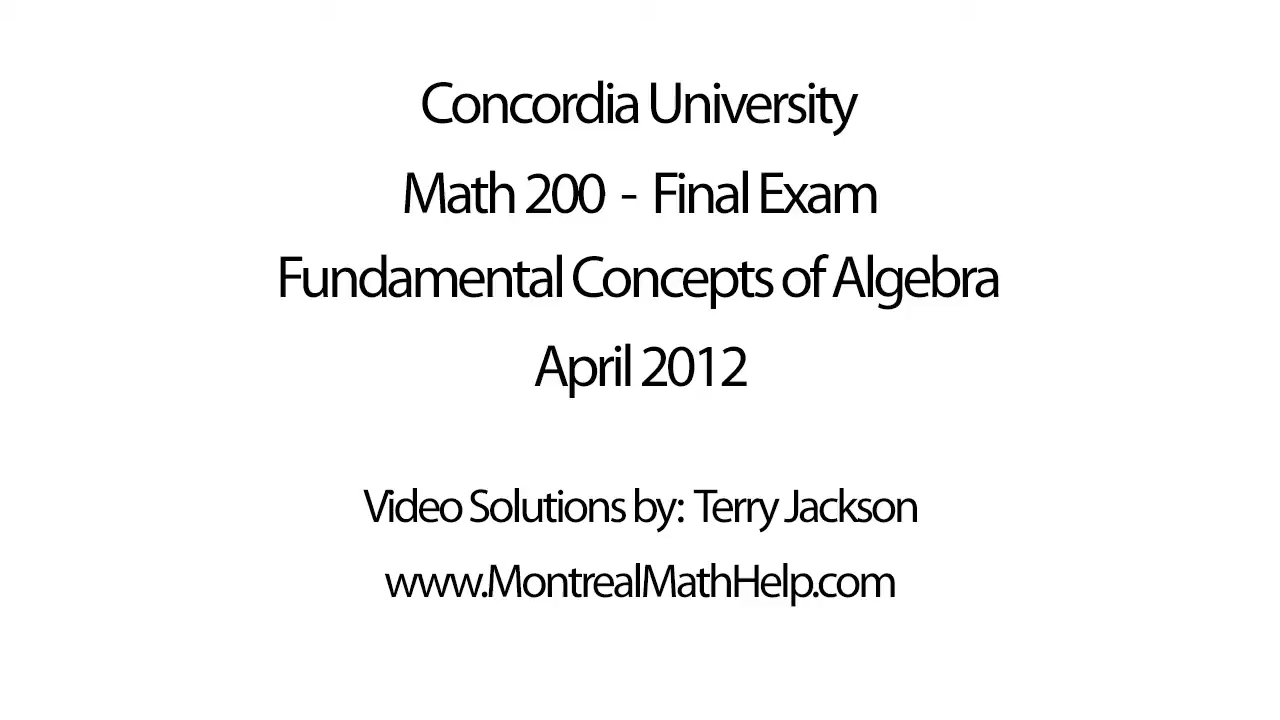 Concordia University
Math 200 - Final Exam
Fundamental Concepts of Algebra
April 2012
Video Solutions by: Terry Jackson
www.MontrealMathHelp.com